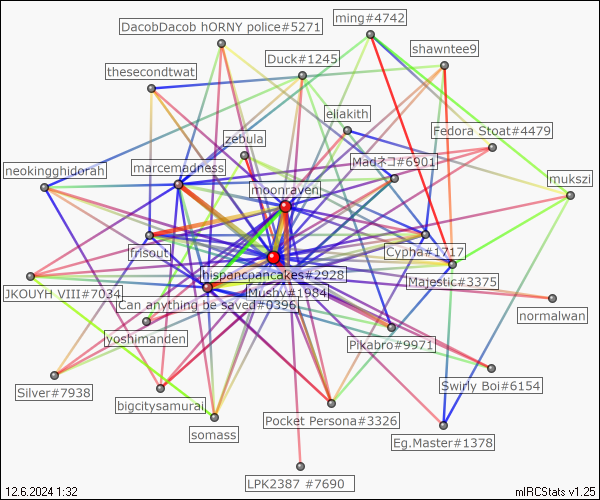 ming#4742
DacobDacob hORNY police#5271
shawntee9
Duck#1245
thesecondtwat
eliakith
Fedora Stoat#4479
zebula
Madネコ#6901
neokingghidorah
marcemadness
mukszi
moonraven
frisout
Cypha#1717
hispancpancakes#2928
Majestic#3375
JKOUYH VIII#7034
Mushy#1984
Can anything be saved#0396
normalwan
yoshimanden
Pikabro#9971
Silver#7938
Swirly Boi#6154
bigcitysamurai
Pocket Persona#3326
somass
Eg.Master#1378
LPK2387 #7690
12.6.2024 1:32
mIRCStats v1.25